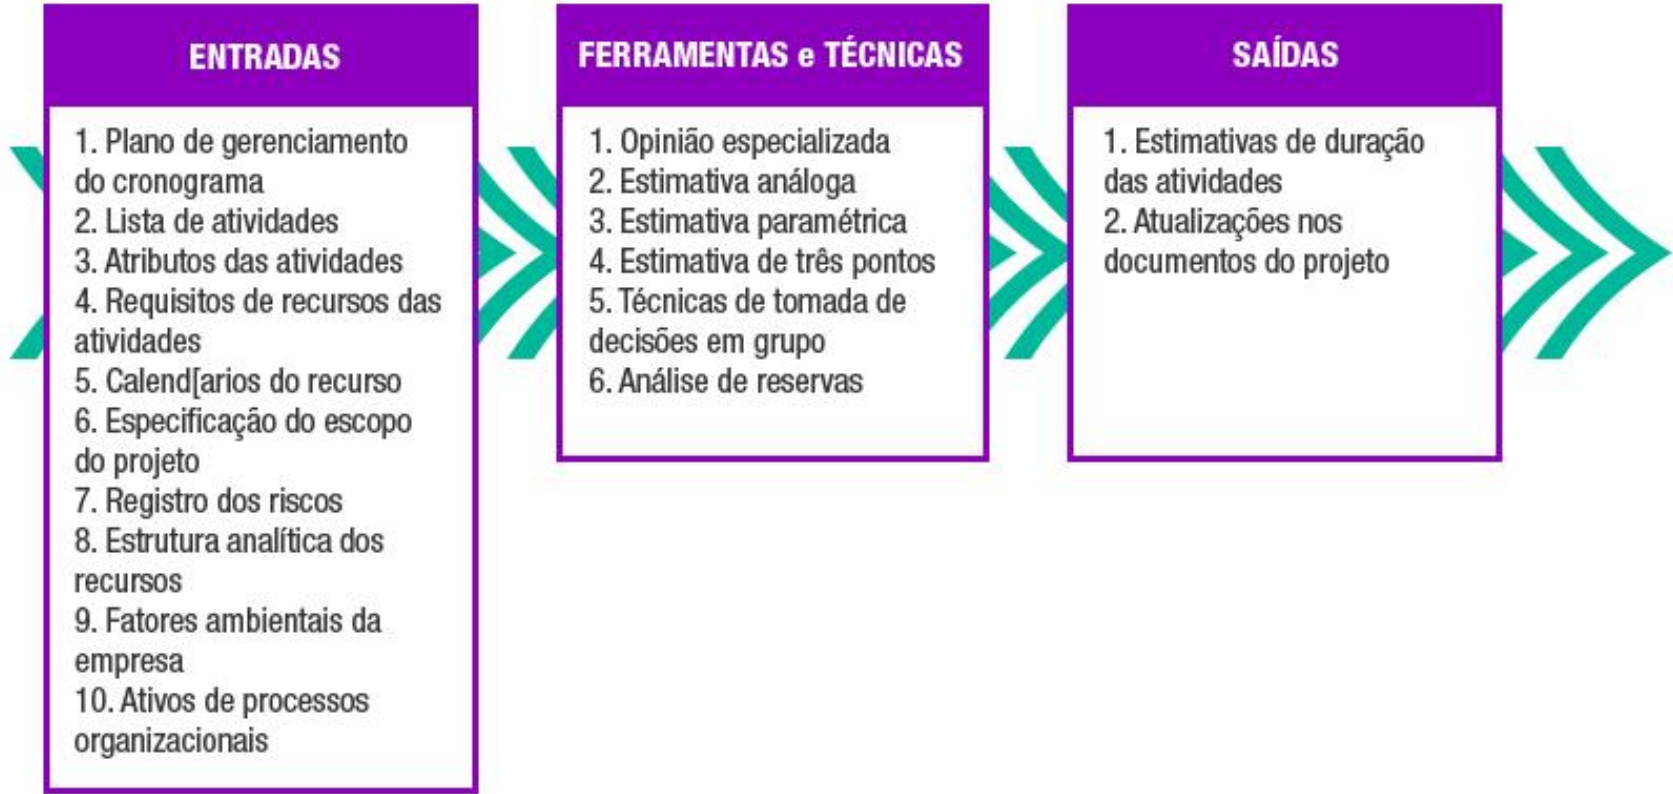 ENTRADAS
1. Plano de gerenciamento
do cronograma
2. Lista de atividades
3. Atributos das atividades
4. Requisitos de recursos das
atividades
5. Calend[arios do recurso
6. Especificação do escopo
do projeto
7. Registro dos riscos
8. Estrutura analítica dos
recursos
9. Fatores ambientais da
empresa
10. Ativos de processos
organizacionais
FERRAMENTAS e TÉCNICAS
1. Opinião especializada
2. Estimativa análoga
3. Estimativa paramétrica
4. Estimativa de três pontos
5. Técnicas de tomada de
decisões em grupo
6. Análise de reservas
SAÍDAS
1. Estimativas de duração
das atividades
2. Atualizações nos
documentos do projeto